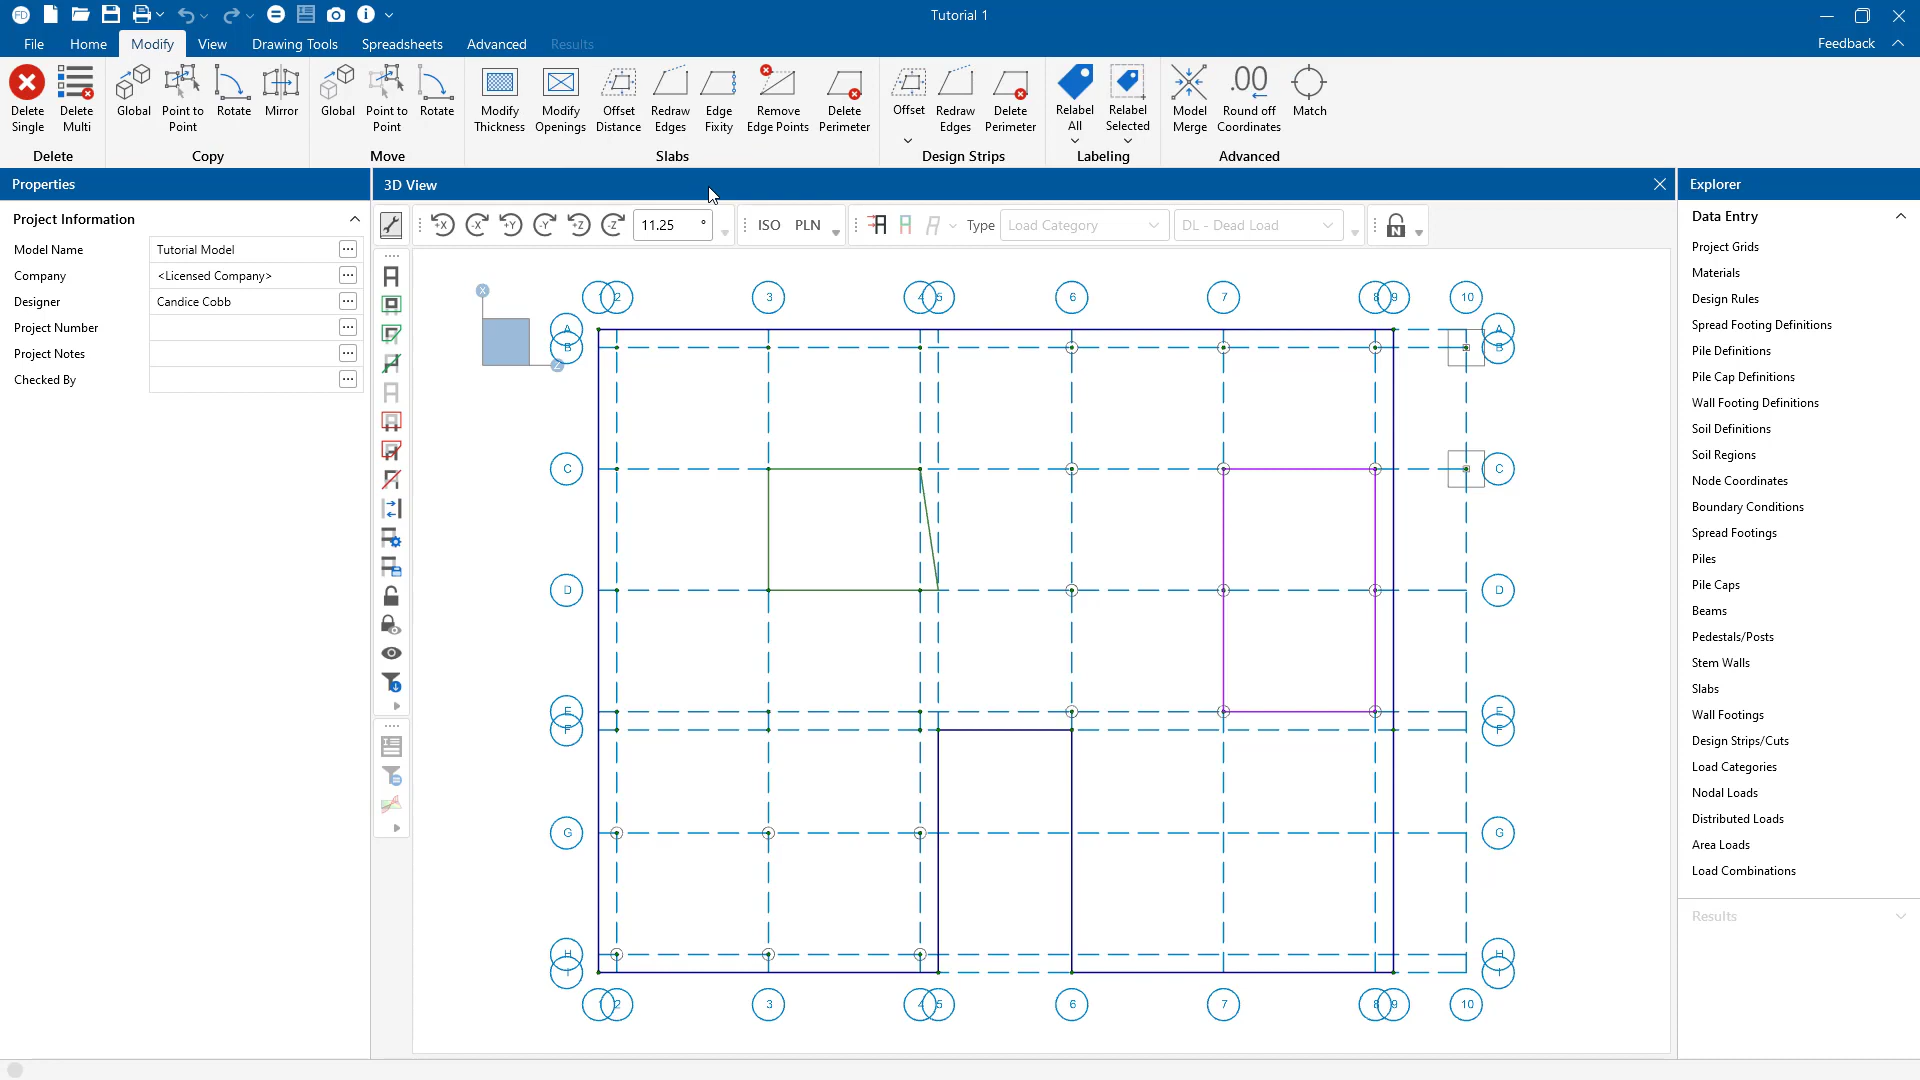 FD Tutorial 1
File Home Modify View Drawing Tools Spreadsheets Advanced Results Feedback
Delete Single
Delete Multi
Delete
Global
Point to Point
Rotate
Mirror
Copy
Global
Point to Point
Rotate
Move
Modify Thickness
Modify Openings
Offset Distance
Redraw Edges
Edge Fixity
Remove Edge Points
Delete Perimeter
Slabs
Offset
Redraw Edges
Delete Perimeter
Design Strips
Relabel All
Relabel Selected
Labeling
Model Merge
.00 Round off Coordinates
Match
Advanced
Properties
Project Information
Model Name Tutorial Model
Company <Licensed Company>
Designer Candice Cobb
Project Number
Project Notes
Checked By
3D View
+X -X +Y -Y +Z -Z 11.25 ° ISO PLN Type Load Category DL - Dead Load N
X
Z
1 2 3 4 5 6 7 8 9 10
A A
B B
C C
D D
E E
F F
G G
H H
I I
1 2 3 4 5 6 7 8 9 10
Explorer
Data Entry
Project Grids
Materials
Design Rules
Spread Footing Definitions
Pile Definitions
Pile Cap Definitions
Wall Footing Definitions
Soil Definitions
Soil Regions
Node Coordinates
Boundary Conditions
Spread Footings
Piles
Pile Caps
Beams
Pedestals/Posts
Stem Walls
Slabs
Wall Footings
Design Strips/Cuts
Load Categories
Nodal Loads
Distributed Loads
Area Loads
Load Combinations
Results